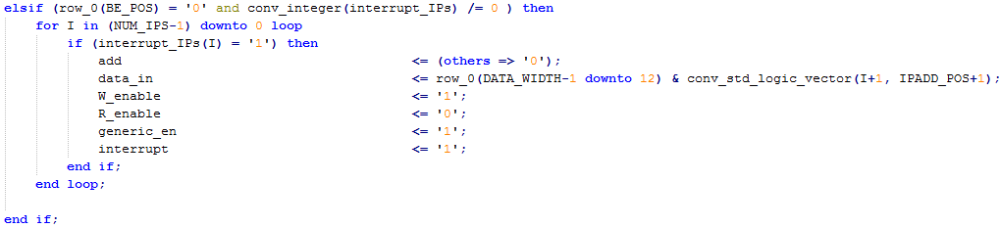 elsif (row_0(BE_POS) = '0' and conv_integer(interrupt_IPs) /= 0 ) then
for I in (NUM_IPS-1) downto 0 loop
if (interrupt_IPs(I) = '1') then
add <= (others => '0');
data_in <= row_0(DATA_WIDTH-1 downto 12) & conv_std_logic_vector(I+1, IPADD_POS+1);
W_enable <= '1';
R_enable <= '0';
generic_en <= '1';
interrupt <= '1';
end if;
end loop;
end if;